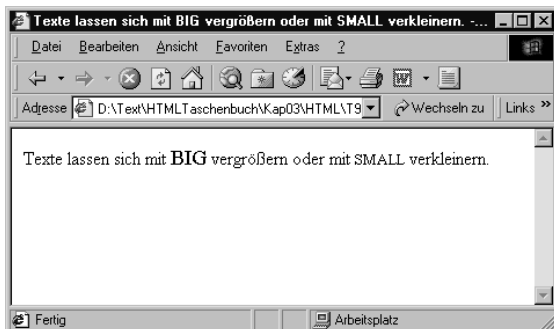 Texte lassen sich mit BIG vergrößern oder mit SMALL verkleinern. -...
Datei Bearbeiten Ansicht Favoriten Extras ?
Adresse D:\Text\HTMLTaschenbuch\Kap03\HTML\T9 Wechseln zu Links »
Texte lassen sich mit BIG vergrößern oder mit SMALL verkleinern.
Fertig Arbeitsplatz